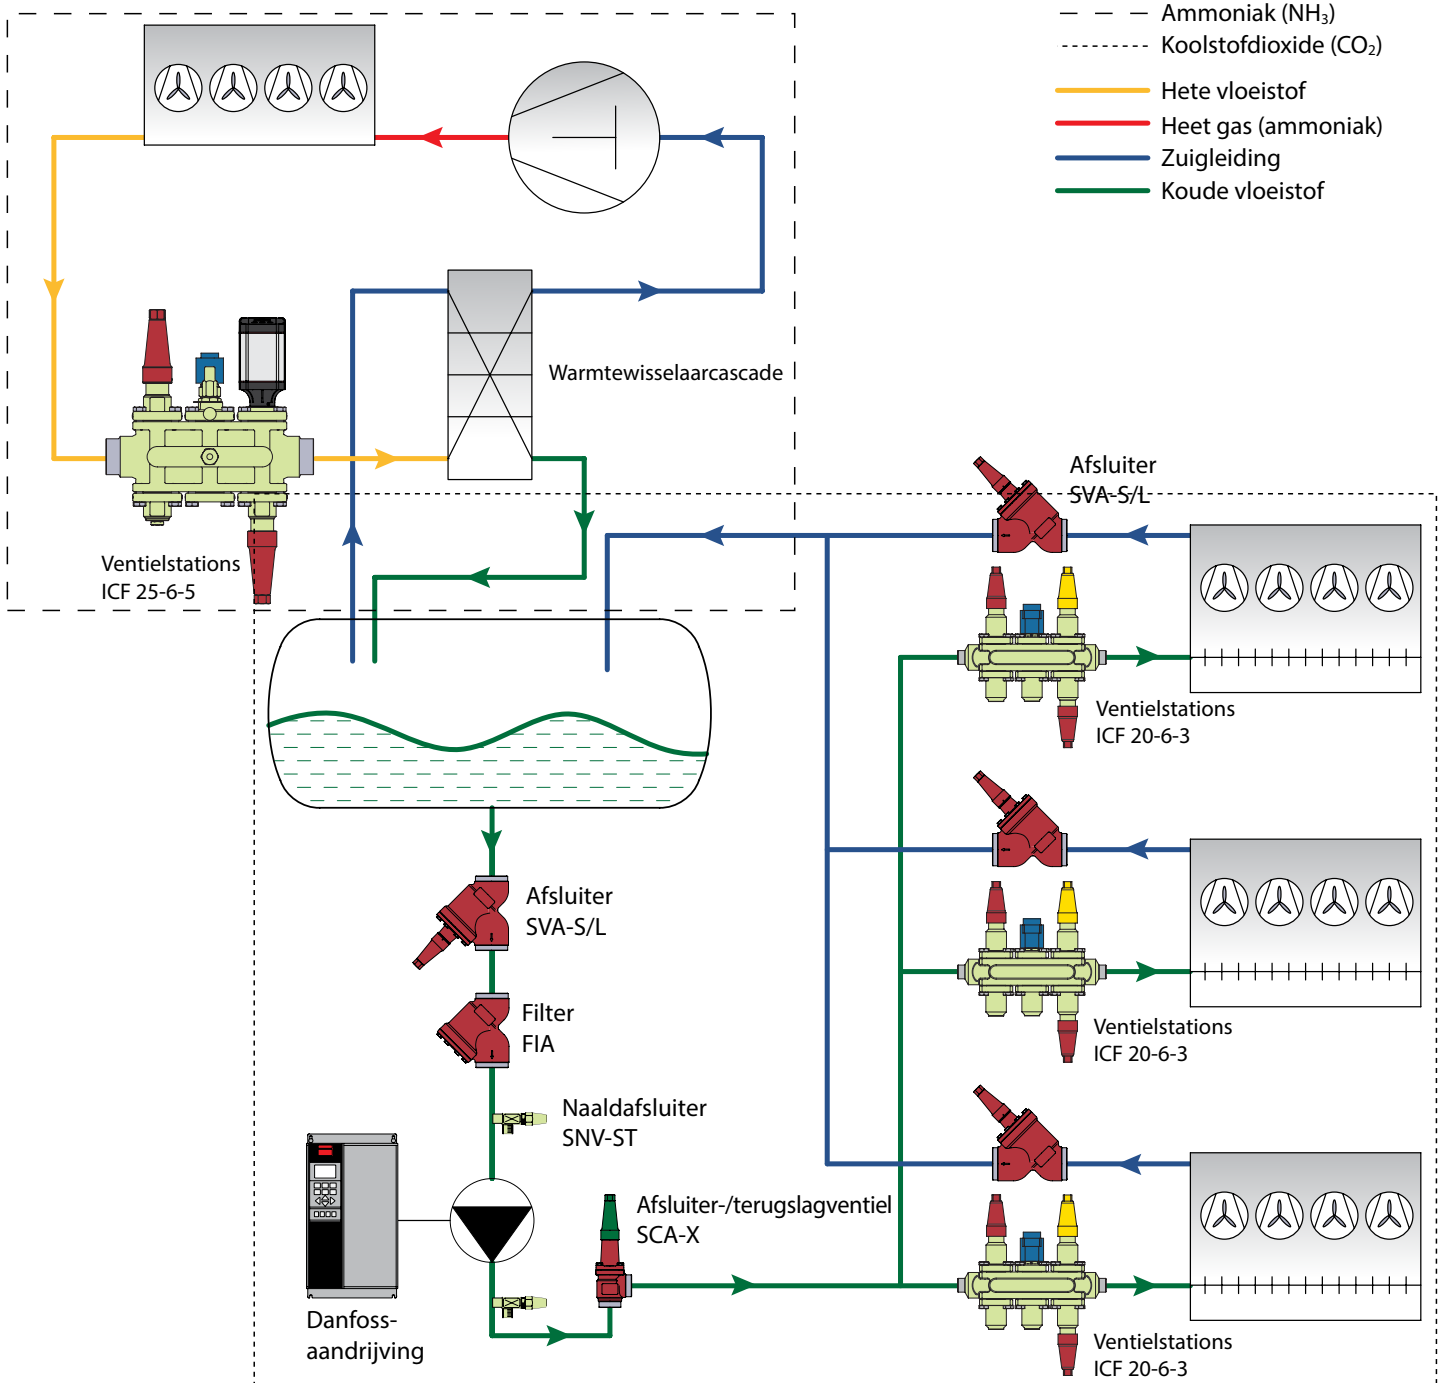 Ammoniak (NH₃)
Koolstofdioxide (CO₂)
Hete vloeistof
Heet gas (ammoniak)
Zuigleiding
Koude vloeistof
Warmtewisselaarcascade
Ventielstations
ICF 25-6-5
Afsluiter
SVA-S/L
Ventielstations
ICF 20-6-3
Afsluiter
SVA-S/L
Filter
FIA
Naaldafsluiter
SNV-ST
Ventielstations
ICF 20-6-3
Afsluiter-/terugslagventiel
SCA-X
Danfoss-
aandrijving
Ventielstations
ICF 20-6-3